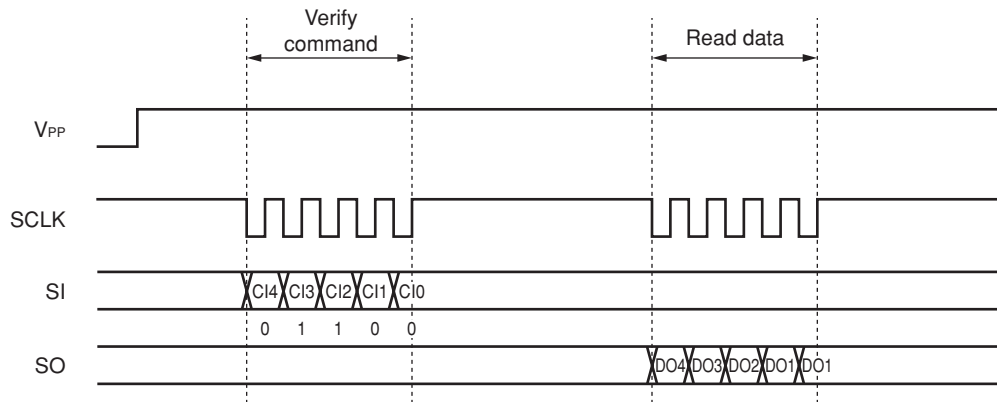 Verify
command
Read data
VPP
SCLK
SI
CI4 CI3 CI2 CI1 CI0
0 1 1 0 0
SO
DO4 DO3 DO2 DO1 DO1